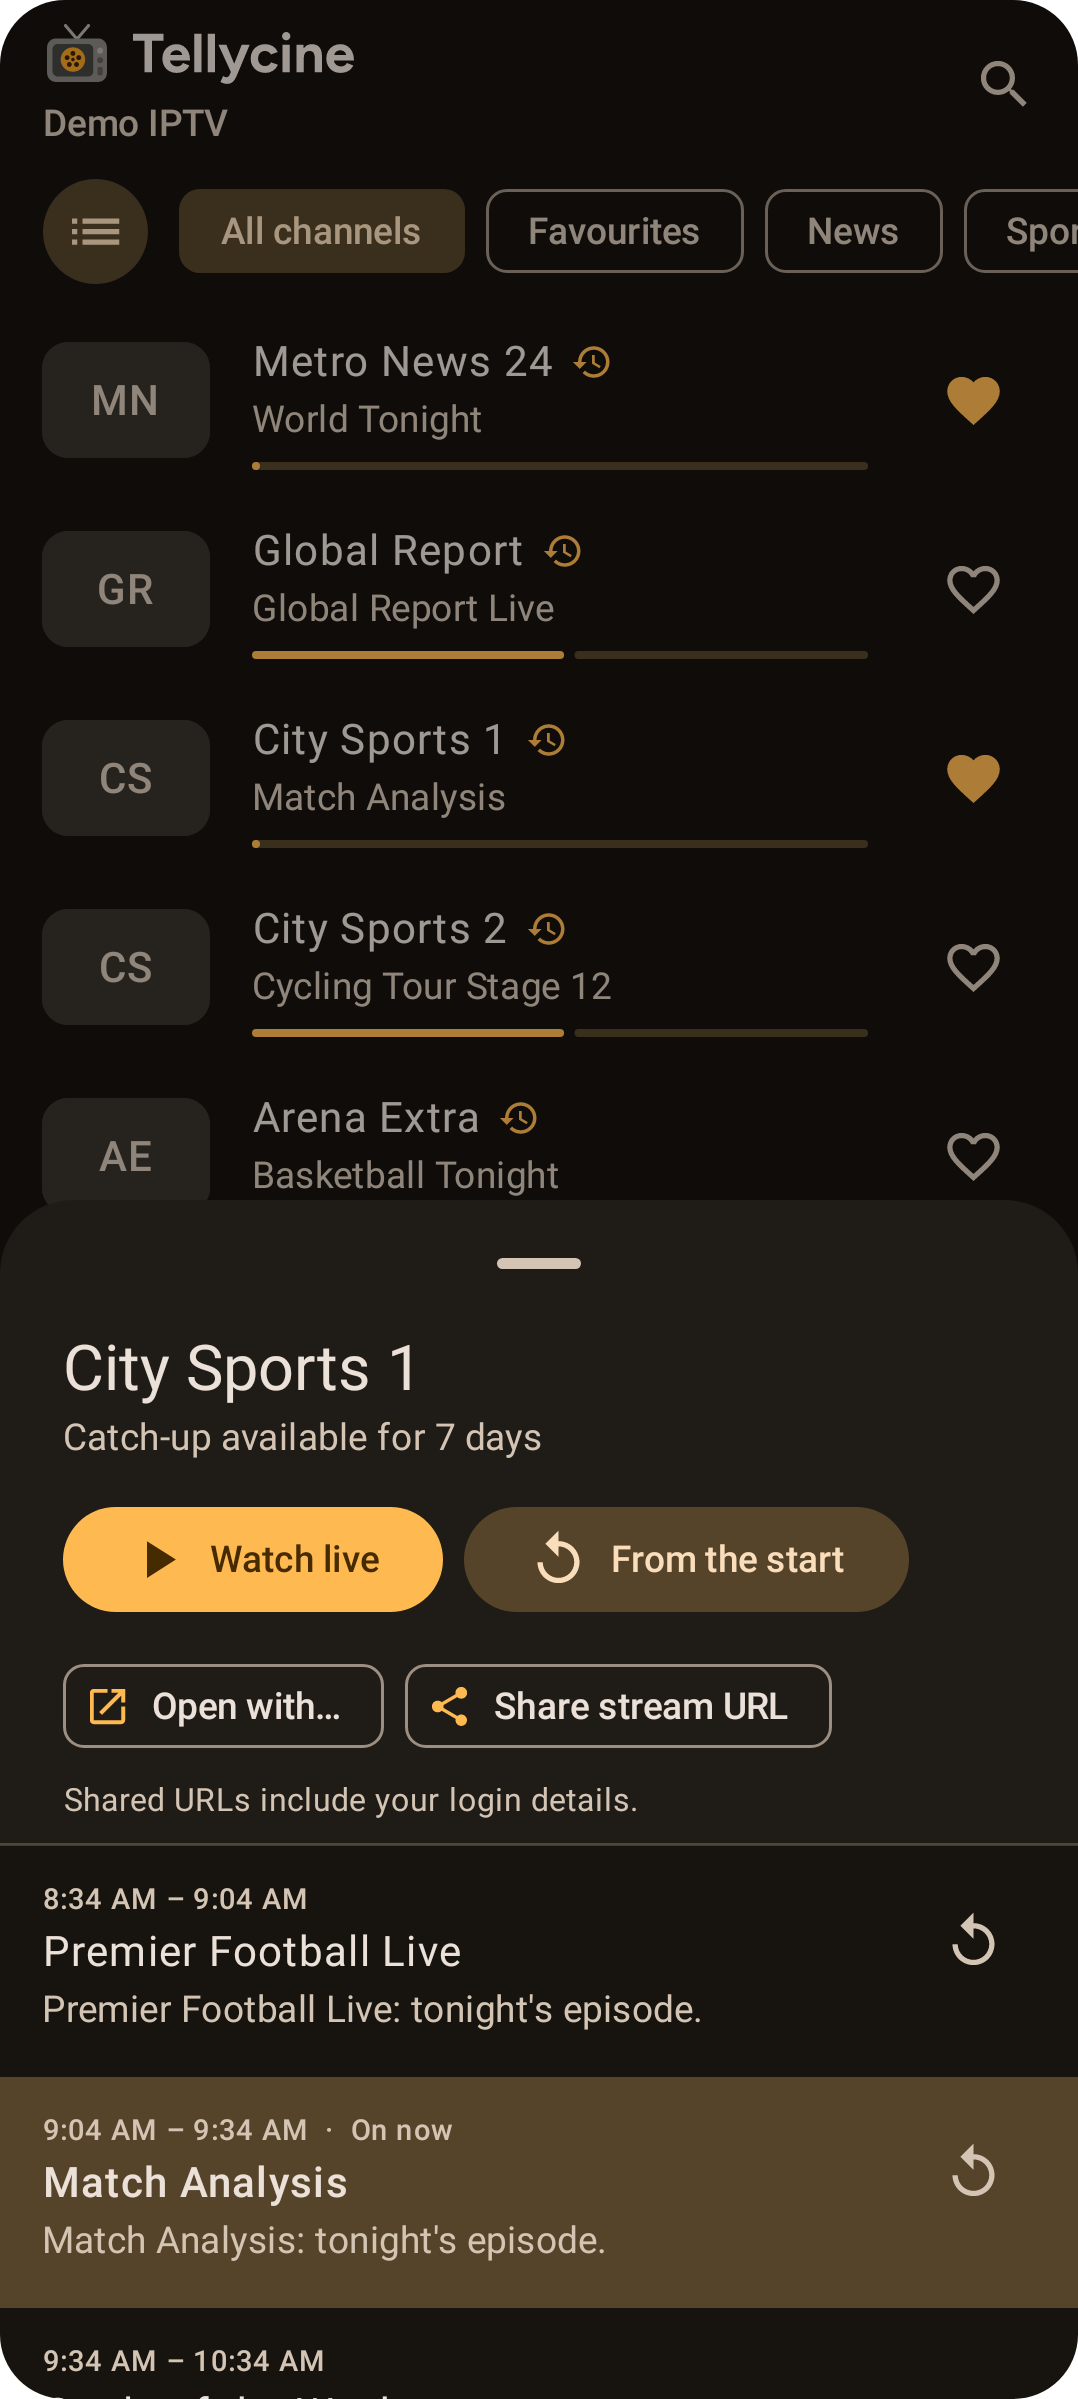 Tellycine
Demo IPTV
All channels
Favourites
News
Spor
MN
Metro News 24
World Tonight
GR
Global Report
Global Report Live
CS
City Sports 1
Match Analysis
CS
City Sports 2
Cycling Tour Stage 12
AE
Arena Extra
Basketball Tonight
City Sports 1
Catch-up available for 7 days
Watch live
From the start
Open with...
Share stream URL
Shared URLs include your login details.
8:34 AM – 9:04 AM
Premier Football Live
Premier Football Live: tonight's episode.
9:04 AM – 9:34 AM · On now
Match Analysis
Match Analysis: tonight's episode.
9:34 AM – 10:34 AM